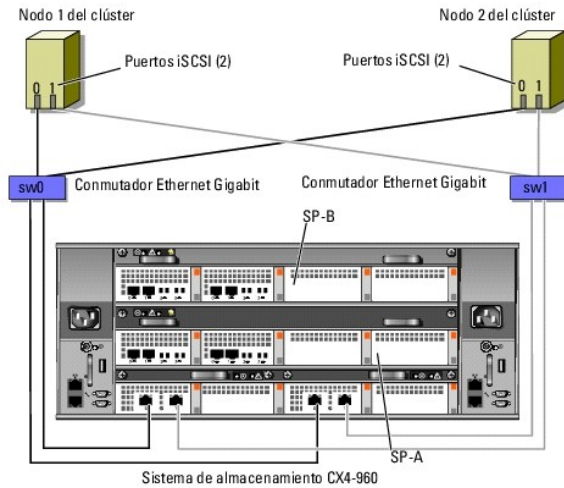 Nodo 1 del clúster
Nodo 2 del clúster
Puertos iSCSI (2)
Puertos iSCSI (2)
0 1
0 1
sw0
Conmutador Ethernet Gigabit
Conmutador Ethernet Gigabit
sw1
SP-B
SP-A
Sistema de almacenamiento CX4-960